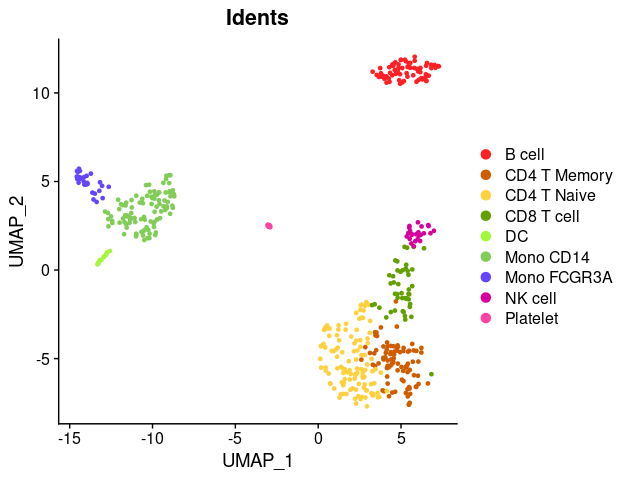 Idents
UMAP_2
10
5
0
-5
-15
-10
-5
0
5
UMAP_1
B cell
CD4 T Memory
CD4 T Naive
CD8 T cell
DC
Mono CD14
Mono FCGR3A
NK cell
Platelet